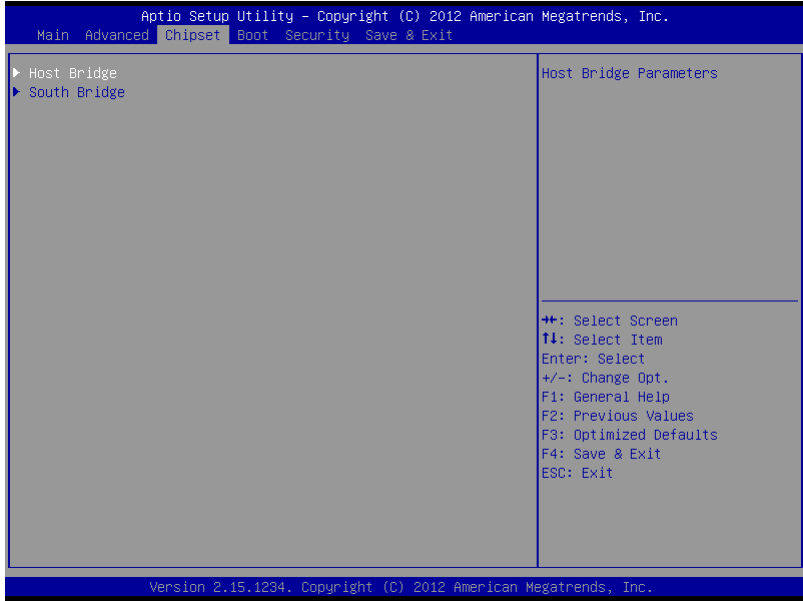 Aptio Setup Utility – Copyright (C) 2012 American Megatrends, Inc.
Main Advanced Chipset Boot Security Save & Exit
Host Bridge
South Bridge
Host Bridge Parameters
→←: Select Screen
↑↓: Select Item
Enter: Select
+/-: Change Opt.
F1: General Help
F2: Previous Values
F3: Optimized Defaults
F4: Save & Exit
ESC: Exit
Version 2.15.1234. Copyright (C) 2012 American Megatrends, Inc.